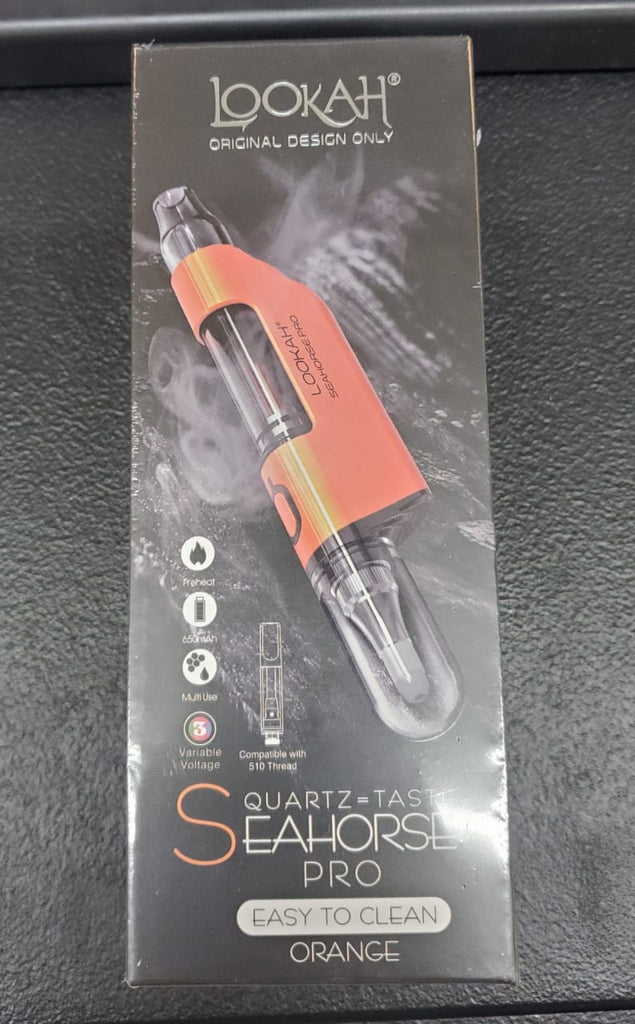 LOOKAH®
ORIGINAL DESIGN ONLY
LOOKAH®
SEAHORSE PRO
Preheat
650mAh
Multi Use
3
Variable
Voltage
Compatible with
510 Thread
QUARTZ=TASTE
SEAHORSE
PRO
EASY TO CLEAN
ORANGE